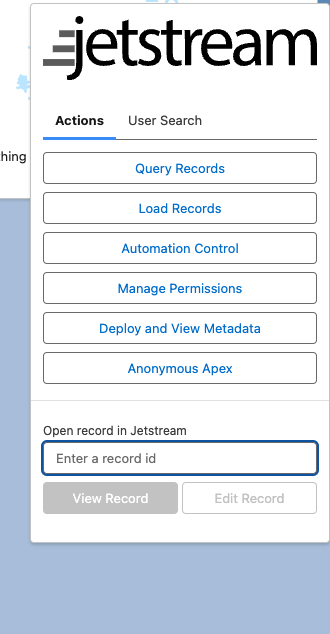 jetstream
Actions User Search
thing
Query Records
Load Records
Automation Control
Manage Permissions
Deploy and View Metadata
Anonymous Apex
Open record in Jetstream
Enter a record id
View Record Edit Record